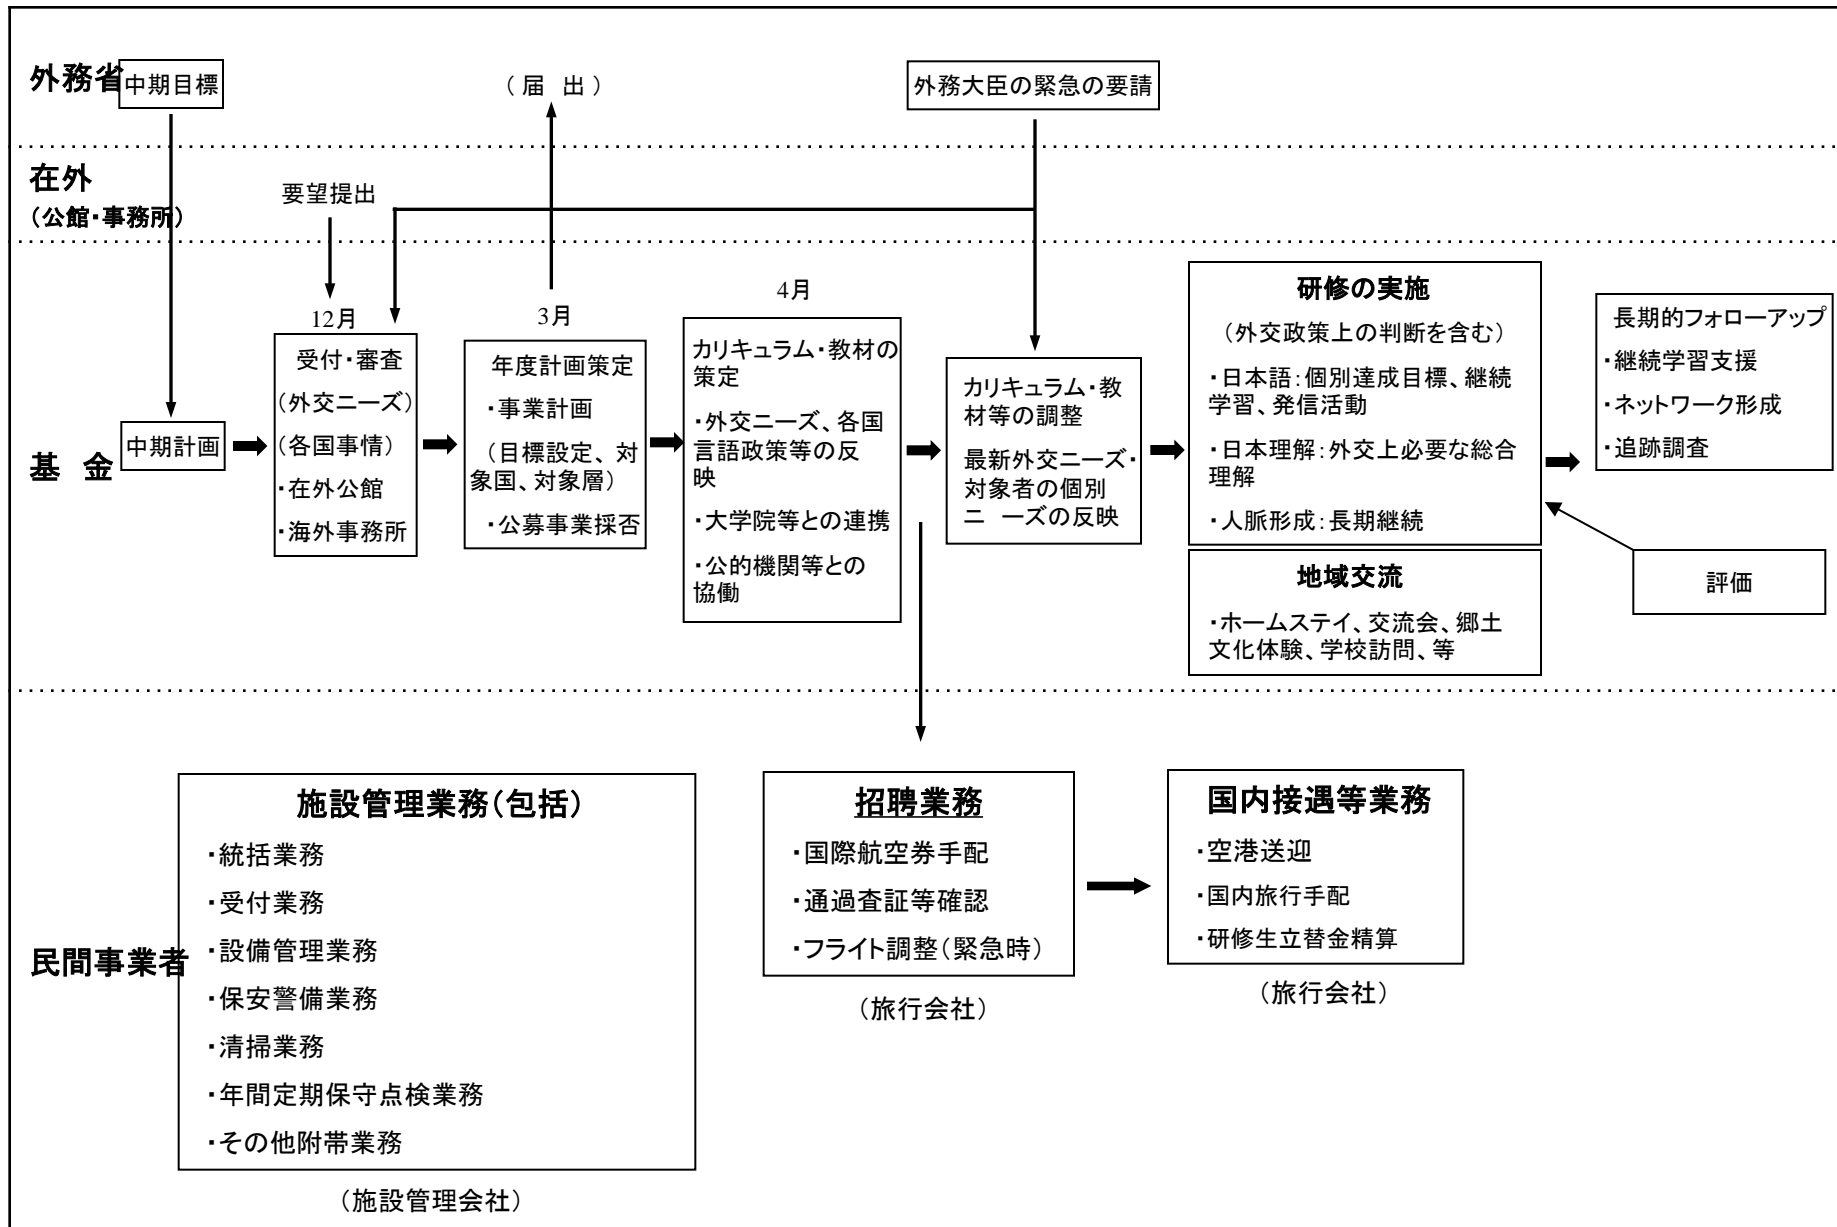 外務省
中期目標
（ 届 出 ）
外務大臣の緊急の要請
在外
（公館・事務所）
要望提出
基 金
中期計画
12月
受付・審査
（外交ニーズ）
（各国事情）
・在外公館
・海外事務所
3月
年度計画策定
・事業計画
（目標設定、対
象国、対象層）
・公募事業採否
4月
カリキュラム・教材の
策定
・外交ニーズ、各国
言語政策等の反
映
・大学院等との連携
・公的機関等との
協働
カリキュラム・教
材等の調整
最新外交ニーズ・
対象者の個別
ニ ーズの反映
研修の実施
（外交政策上の判断を含む）
・日本語：個別達成目標、継続
学習、発信活動
・日本理解：外交上必要な総合
理解
・人脈形成：長期継続
地域交流
・ホームステイ、交流会、郷土
文化体験、学校訪問、等
長期的フォローアップ
・継続学習支援
・ネットワーク形成
・追跡調査
評価
民間事業者
施設管理業務（包括）
・統括業務
・受付業務
・設備管理業務
・保安警備業務
・清掃業務
・年間定期保守点検業務
・その他附帯業務
（施設管理会社）
招聘業務
・国際航空券手配
・通過査証等確認
・フライト調整（緊急時）
（旅行会社）
国内接遇等業務
・空港送迎
・国内旅行手配
・研修生立替金精算
（旅行会社）